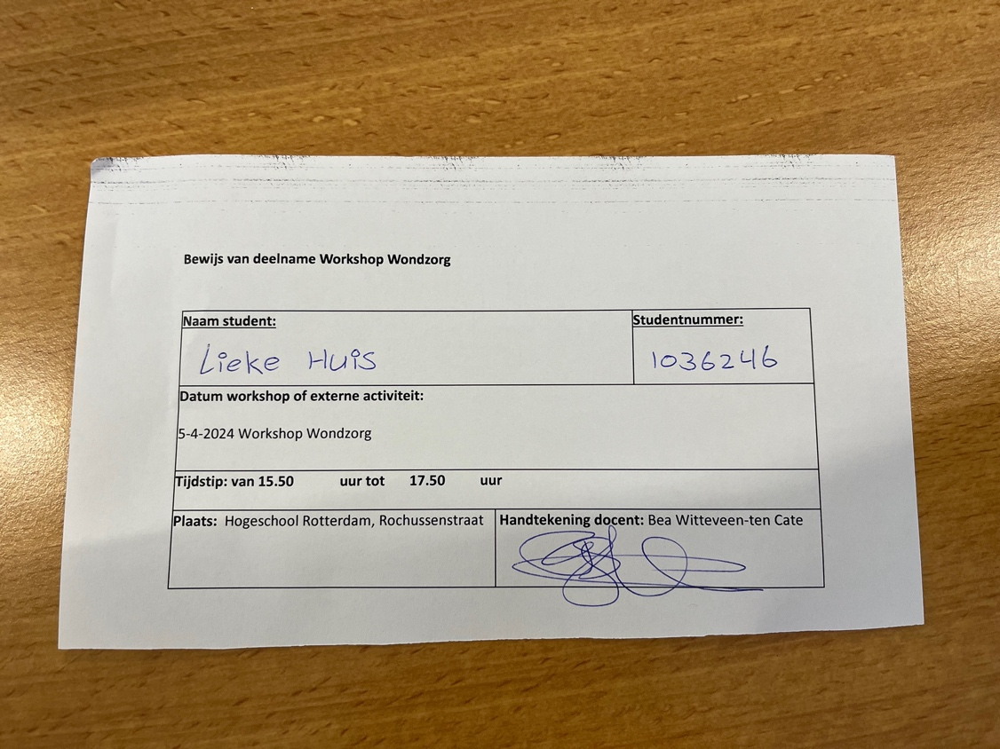 Bewijs van deelname Workshop Wondzorg
Naam student: Studentnummer:
Lieke Huis 1036246
Datum workshop of externe activiteit:
5-4-2024 Workshop Wondzorg
Tijdstip: van 15.50 uur tot 17.50 uur
Plaats: Hogeschool Rotterdam, Rochussenstraat Handtekening docent: Bea Witteveen-ten Cate